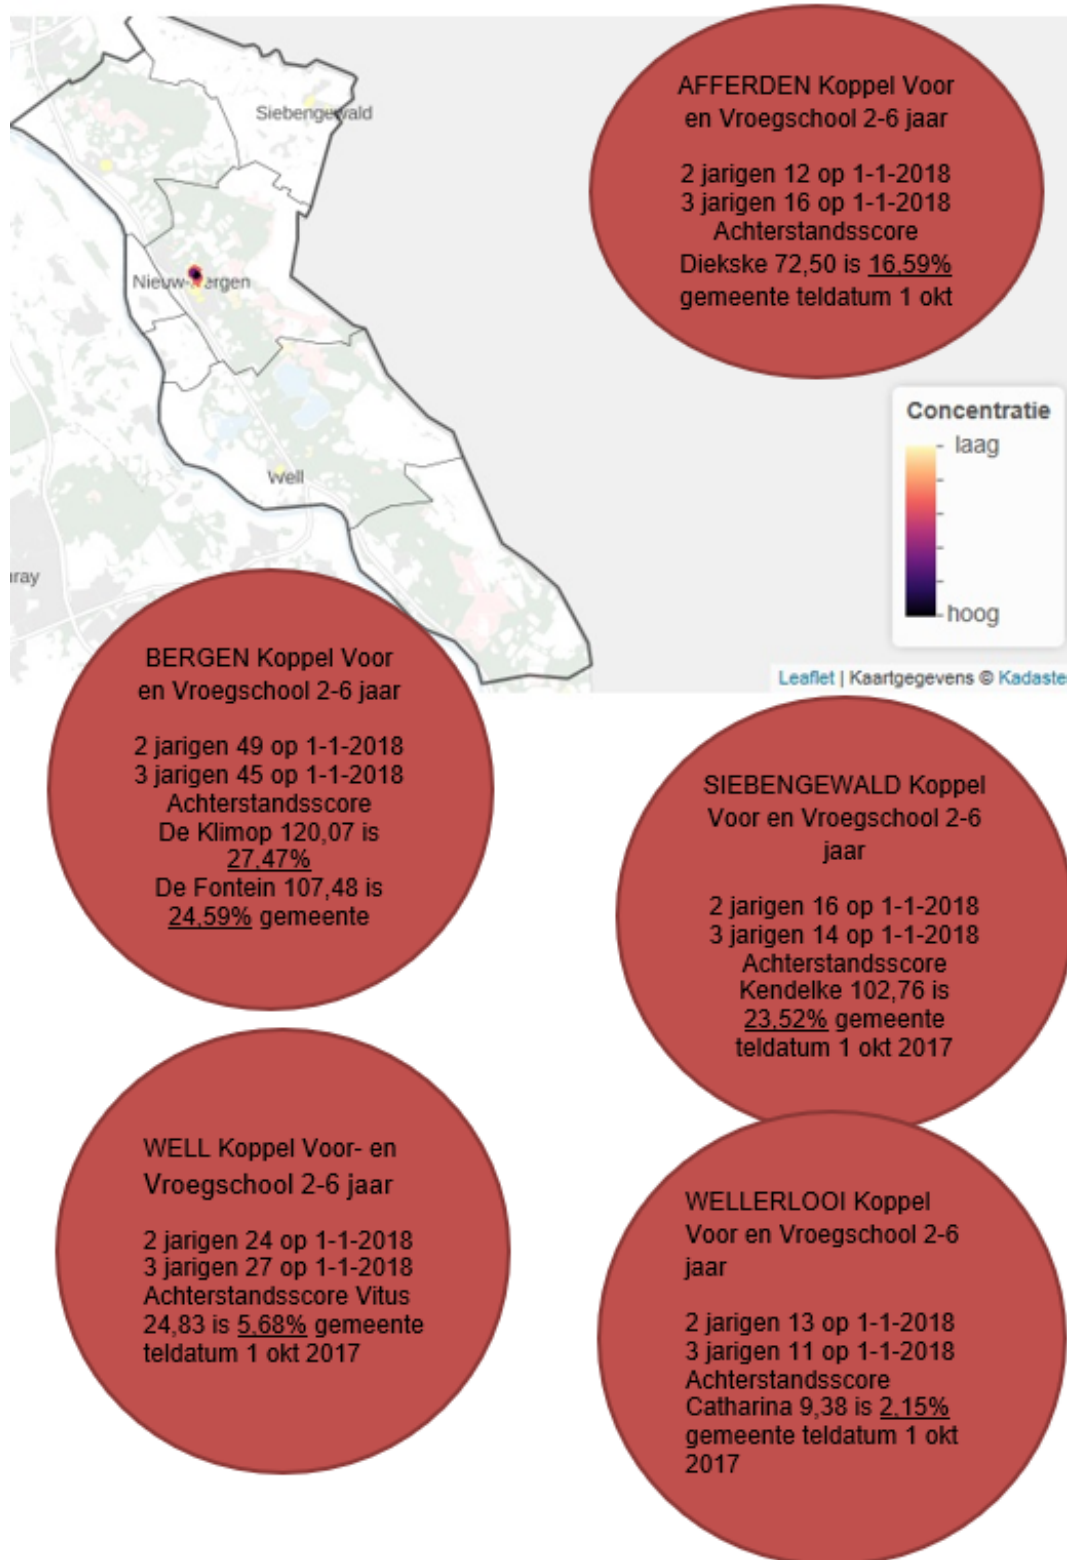 AFFERDEN Koppel Voor
en Vroegschool 2-6 jaar
2 jarigen 12 op 1-1-2018
3 jarigen 16 op 1-1-2018
Achterstandsscore
Diekske 72,50 is 16,59%
gemeente teldatum 1 okt
Siebengewald
Nieuw-Bergen
Well
ray
Concentratie
laag
hoog
Leaflet | Kaartgegevens © Kadaste
BERGEN Koppel Voor
en Vroegschool 2-6 jaar
2 jarigen 49 op 1-1-2018
3 jarigen 45 op 1-1-2018
Achterstandsscore
De Klimop 120,07 is
27,47%
De Fontein 107,48 is
24,59% gemeente
SIEBENGEWALD Koppel
Voor en Vroegschool 2-6
jaar
2 jarigen 16 op 1-1-2018
3 jarigen 14 op 1-1-2018
Achterstandsscore
Kendelke 102,76 is
23,52% gemeente
teldatum 1 okt 2017
WELL Koppel Voor- en
Vroegschool 2-6 jaar
2 jarigen 24 op 1-1-2018
3 jarigen 27 op 1-1-2018
Achterstandsscore Vitus
24,83 is 5,68% gemeente
teldatum 1 okt 2017
WELLERLOOI Koppel
Voor en Vroegschool 2-6
jaar
2 jarigen 13 op 1-1-2018
3 jarigen 11 op 1-1-2018
Achterstandsscore
Catharina 9,38 is 2,15%
gemeente teldatum 1 okt
2017